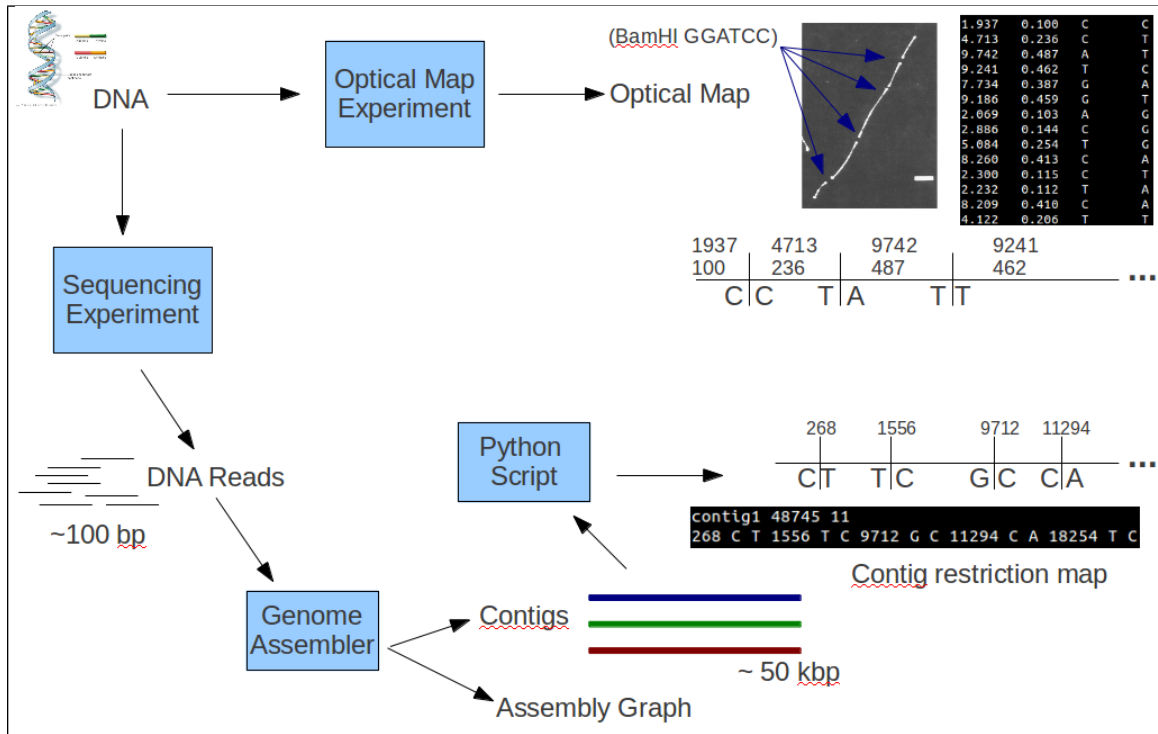 DNA
Optical Map
Experiment
(BamHI GGATCC)
Optical Map
1.937 0.100 C C
4.713 0.236 C T
9.742 0.487 A T
9.241 0.462 T C
7.734 0.387 G A
9.186 0.459 G T
2.069 0.103 A G
2.886 0.144 C G
5.084 0.254 T G
8.260 0.413 C A
2.300 0.115 C T
2.232 0.112 T A
8.209 0.410 C A
4.122 0.206 T T
1937 4713 9742 9241
100 236 487 462
...
C C T A T T
Sequencing
Experiment
DNA Reads
~100 bp
Genome
Assembler
Contigs
~ 50 kbp
Assembly Graph
Python
Script
268 1556 9712 11294
...
C T T C G C C A
contig1 48745 11
268 C T 1556 T C 9712 G C 11294 C A 18254 T C
Contig restriction map